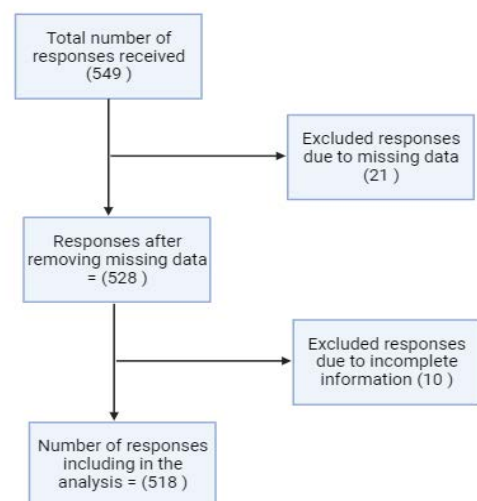 Total number of
responses received
(549 )
Excluded responses
due to missing data
(21 )
Responses after
removing missing data
= (528 )
Excluded responses
due to incomplete
information (10 )
Number of responses
including in the
analysis = (518 )